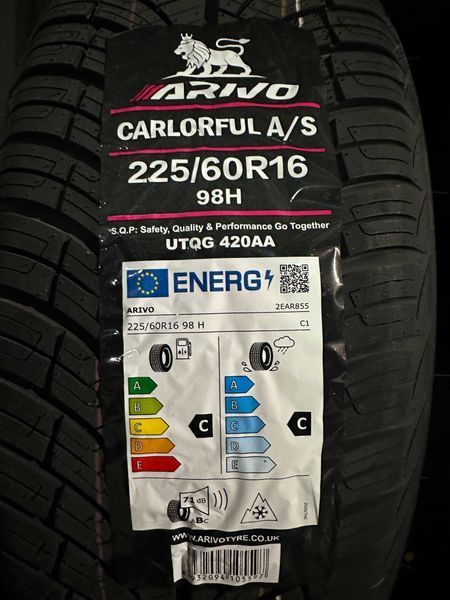 ARIVO
CARLORFUL A/S
225/60R16
98H
S.Q.P: Safety, Quality & Performance Go Together
UTQG 420AA
ENERG
ARIVO
2EAR855
225/60R16 98 H
C1
A
B
C
D
E
C
A
B
C
D
E
C
71 dB
ABC
WWW.ARIVOTYRE.CO.UK